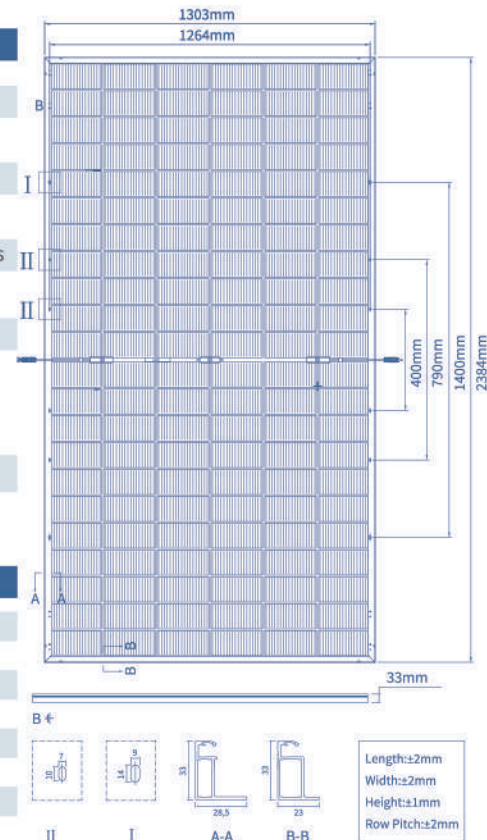 1303mm
1264mm
B
I
S
II
II
400mm
790mm
1400mm
2384mm
A A
B
B
33mm
B
7
10
II
9
14
I
33
28,5
A-A
33
23
B-B
Length:±2mm
Width:±2mm
Height:±1mm
Row Pitch:±2mm